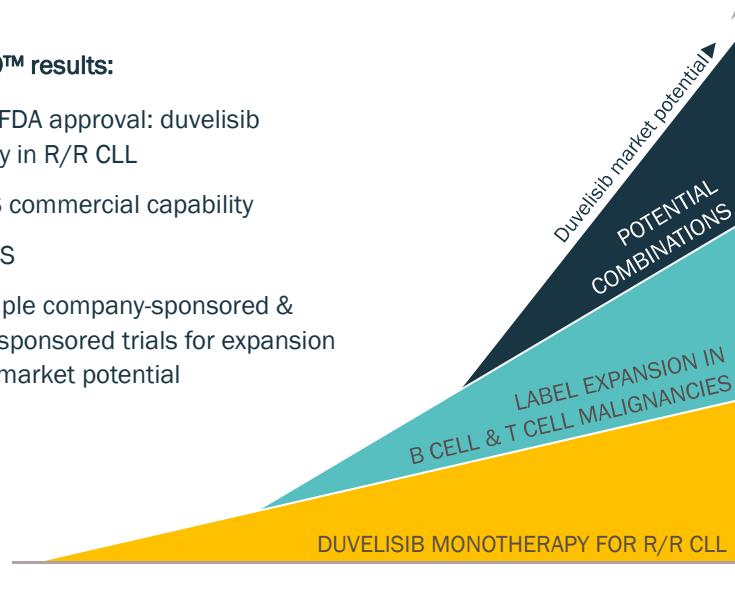 ™ results:
FDA approval: duvelisib
y in R/R CLL
commercial capability
S
ple company-sponsored &
sponsored trials for expansion
market potential
Duvelisib market potential
POTENTIAL
COMBINATIONS
LABEL EXPANSION IN
B CELL & T CELL MALIGNANCIES
DUVELISIB MONOTHERAPY FOR R/R CLL